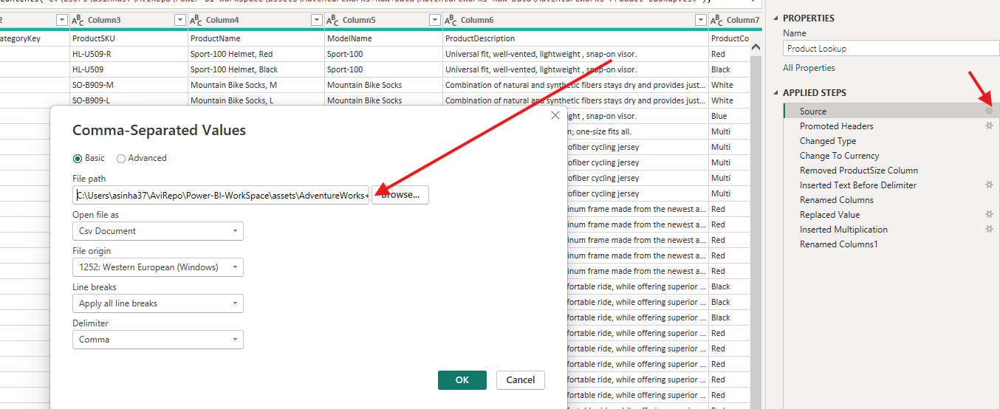 Contents("C:\Users\asinha37\AviRepo\Power-BI-WorkSpace\assets\AdventureWorks+Raw+Data\AdventureWorks Raw Data\AdventureWorks Product Lookup.csv"),
2 ABC Column3 ABC Column4 ABC Column5 ABC Column6 ABC Column7
ategoryKey ProductSKU ProductName ModelName ProductDescription ProductCo
HL-U509-R Sport-100 Helmet, Red Sport-100 Universal fit, well-vented, lightweight , snap-on visor. Red
HL-U509 Sport-100 Helmet, Black Sport-100 Universal fit, well-vented, lightweight , snap-on visor. Black
SO-B909-M Mountain Bike Socks, M Mountain Bike Socks Combination of natural and synthetic fibers stays dry and provides just... White
SO-B909-L Mountain Bike Socks, L Mountain Bike Socks Combination of natural and synthetic fibers stays dry and provides just... White
, snap-on visor. Blue
m; one-size fits all. Multi
ofiber cycling jersey Multi
ofiber cycling jersey Multi
ofiber cycling jersey Multi
ofiber cycling jersey Multi
inum frame made from the newest a... Red
inum frame made from the newest a... Red
inum frame made from the newest a... Red
inum frame made from the newest a... Red
inum frame made from the newest a... Red
fortable ride, while offering superior ... Black
fortable ride, while offering superior ... Black
fortable ride, while offering superior ... Black
fortable ride, while offering superior ... Red
fortable ride, while offering superior ... Red
fortable ride, while offering superior ... Red
fortable ride, while offering superior ... Red
fortable ride, while offering superior ... Red
Comma-Separated Values
Basic Advanced
File path
C:\Users\asinha37\AviRepo\Power-BI-WorkSpace\assets\AdventureWorks+ Browse...
Open file as
Csv Document
File origin
1252: Western European (Windows)
Line breaks
Apply all line breaks
Delimiter
Comma
OK Cancel
PROPERTIES
Name
Product Lookup
All Properties
APPLIED STEPS
Source
Promoted Headers
Changed Type
Change To Currency
Removed ProductSize Column
Inserted Text Before Delimiter
Renamed Columns
Replaced Value
Inserted Multiplication
Renamed Columns1